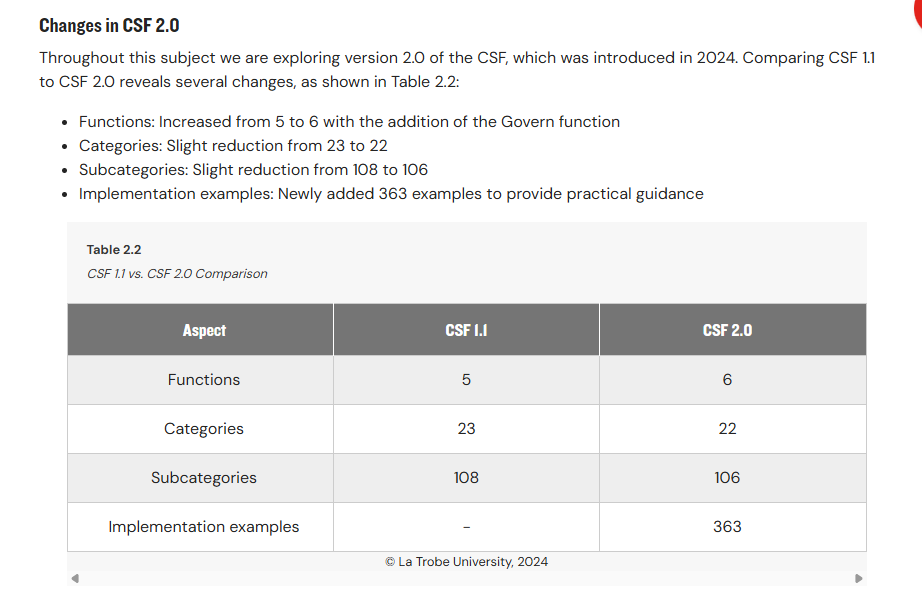 Changes in CSF 2.0
Throughout this subject we are exploring version 2.0 of the CSF, which was introduced in 2024. Comparing CSF 1.1
to CSF 2.0 reveals several changes, as shown in Table 2.2:
• Functions: Increased from 5 to 6 with the addition of the Govern function
• Categories: Slight reduction from 23 to 22
• Subcategories: Slight reduction from 108 to 106
• Implementation examples: Newly added 363 examples to provide practical guidance
Table 2.2
CSF 1.1 vs. CSF 2.0 Comparison
Aspect CSF 1.1 CSF 2.0
Functions 5 6
Categories 23 22
Subcategories 108 106
Implementation examples - 363
© La Trobe University, 2024